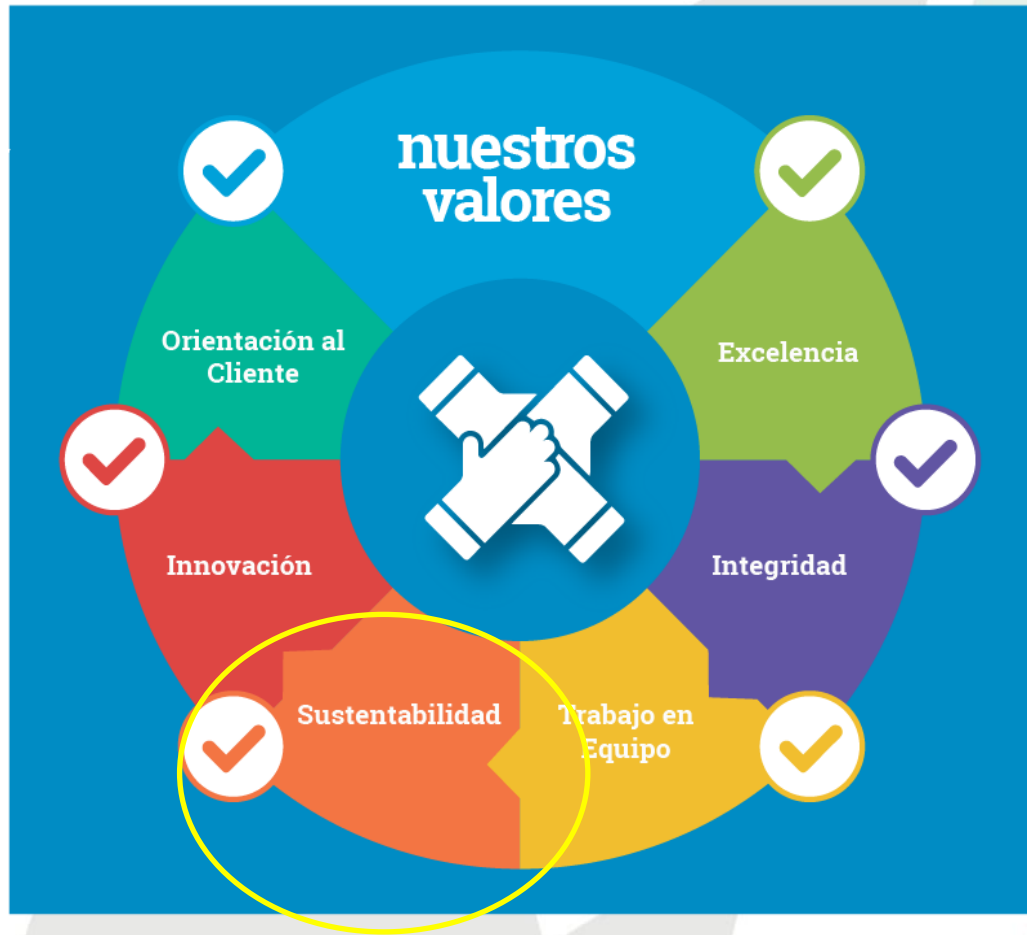 nuestros
valores
Orientación al
Cliente
Excelencia
Innovación
Integridad
Sustentabilidad
Trabajo en
Equipo